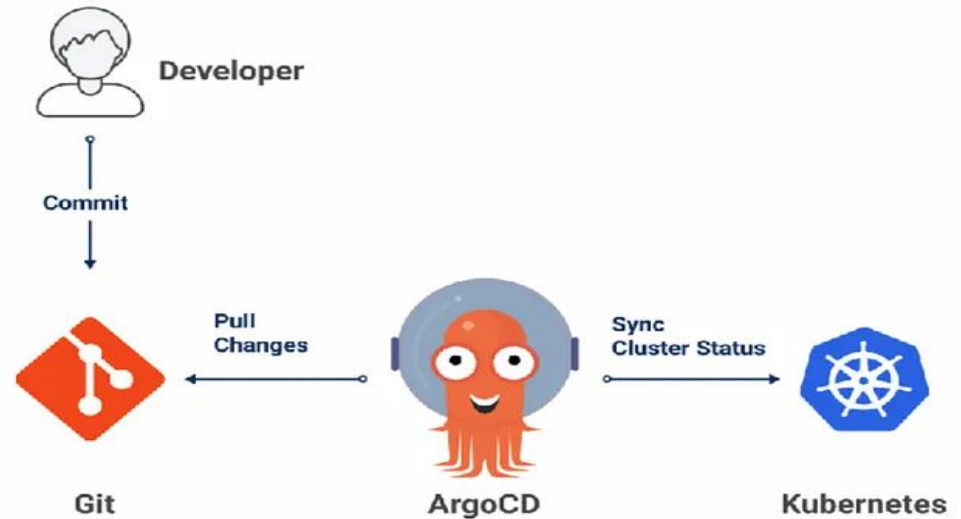 Developer
Commit
Pull
Changes
Sync
Cluster Status
Git
ArgoCD
Kubernetes